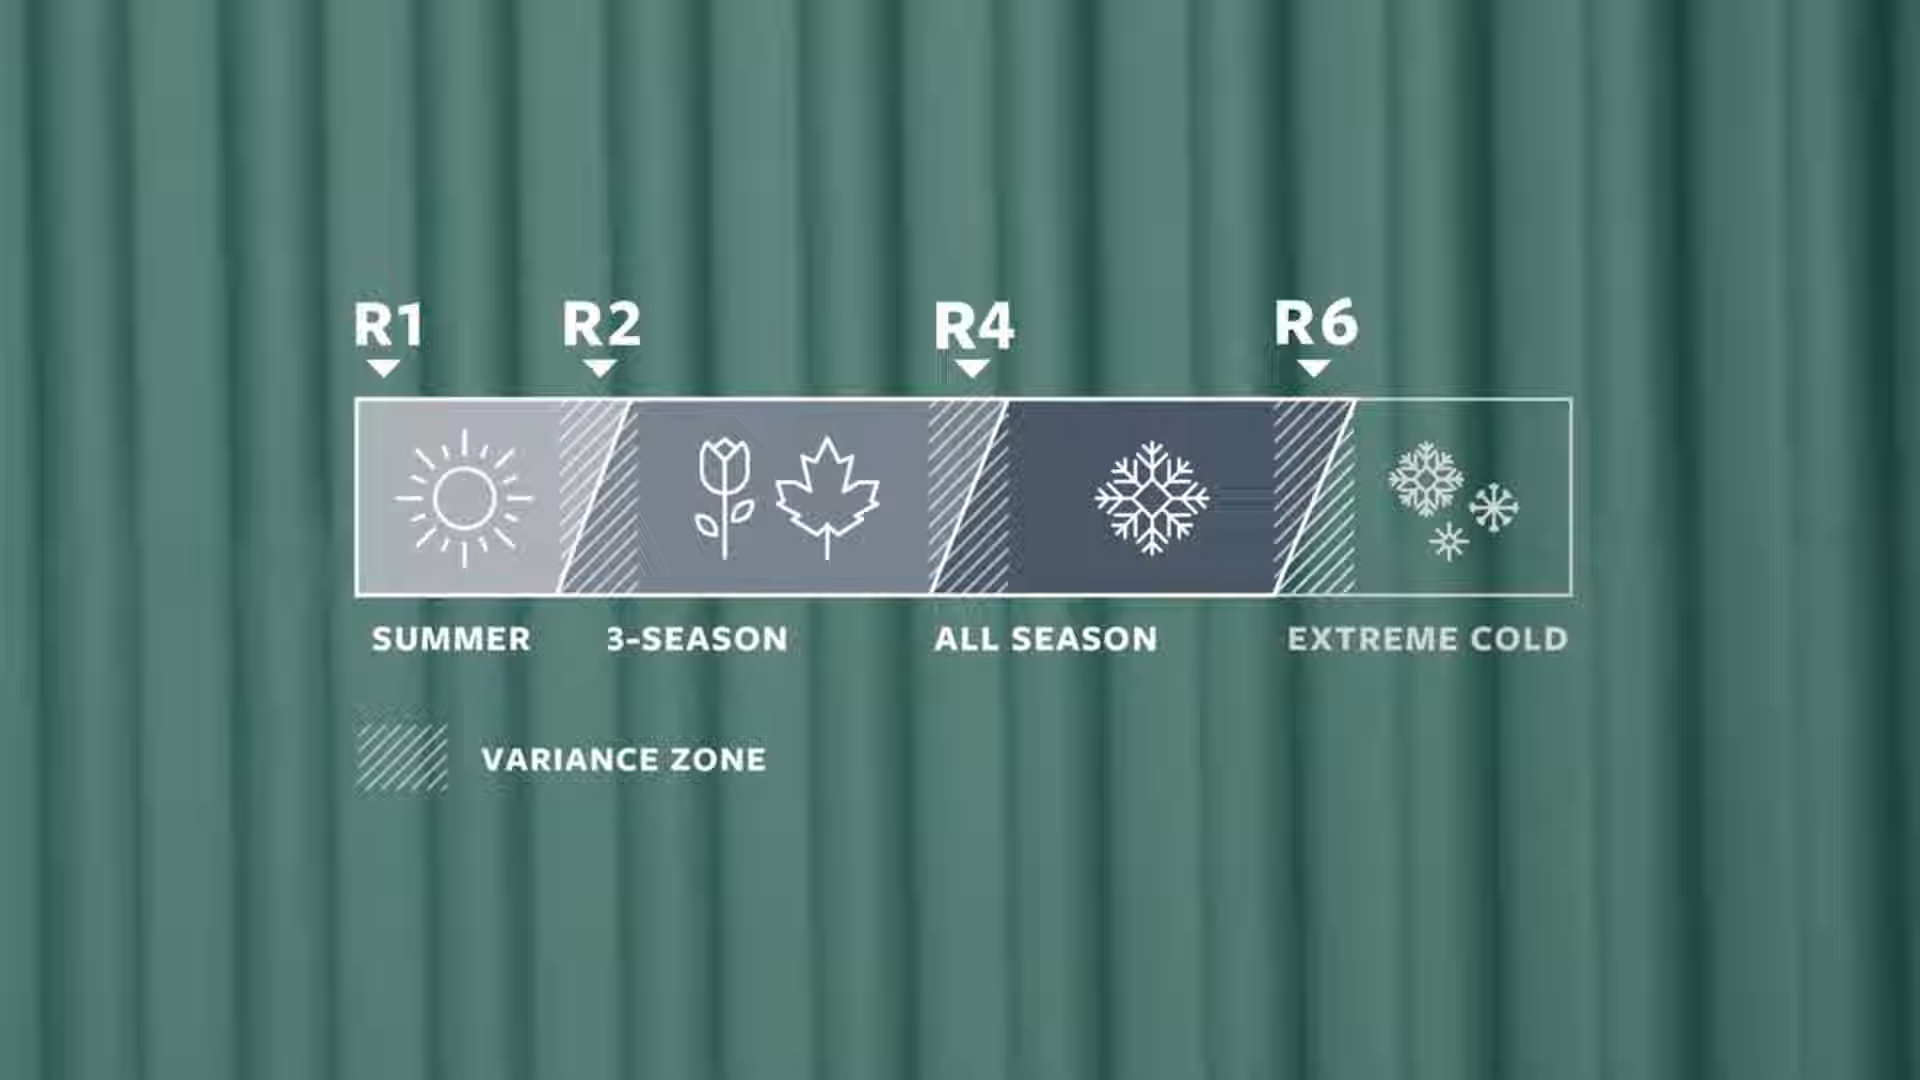 R1 R2 R4 R6
SUMMER 3-SEASON ALL SEASON EXTREME COLD
VARIANCE ZONE